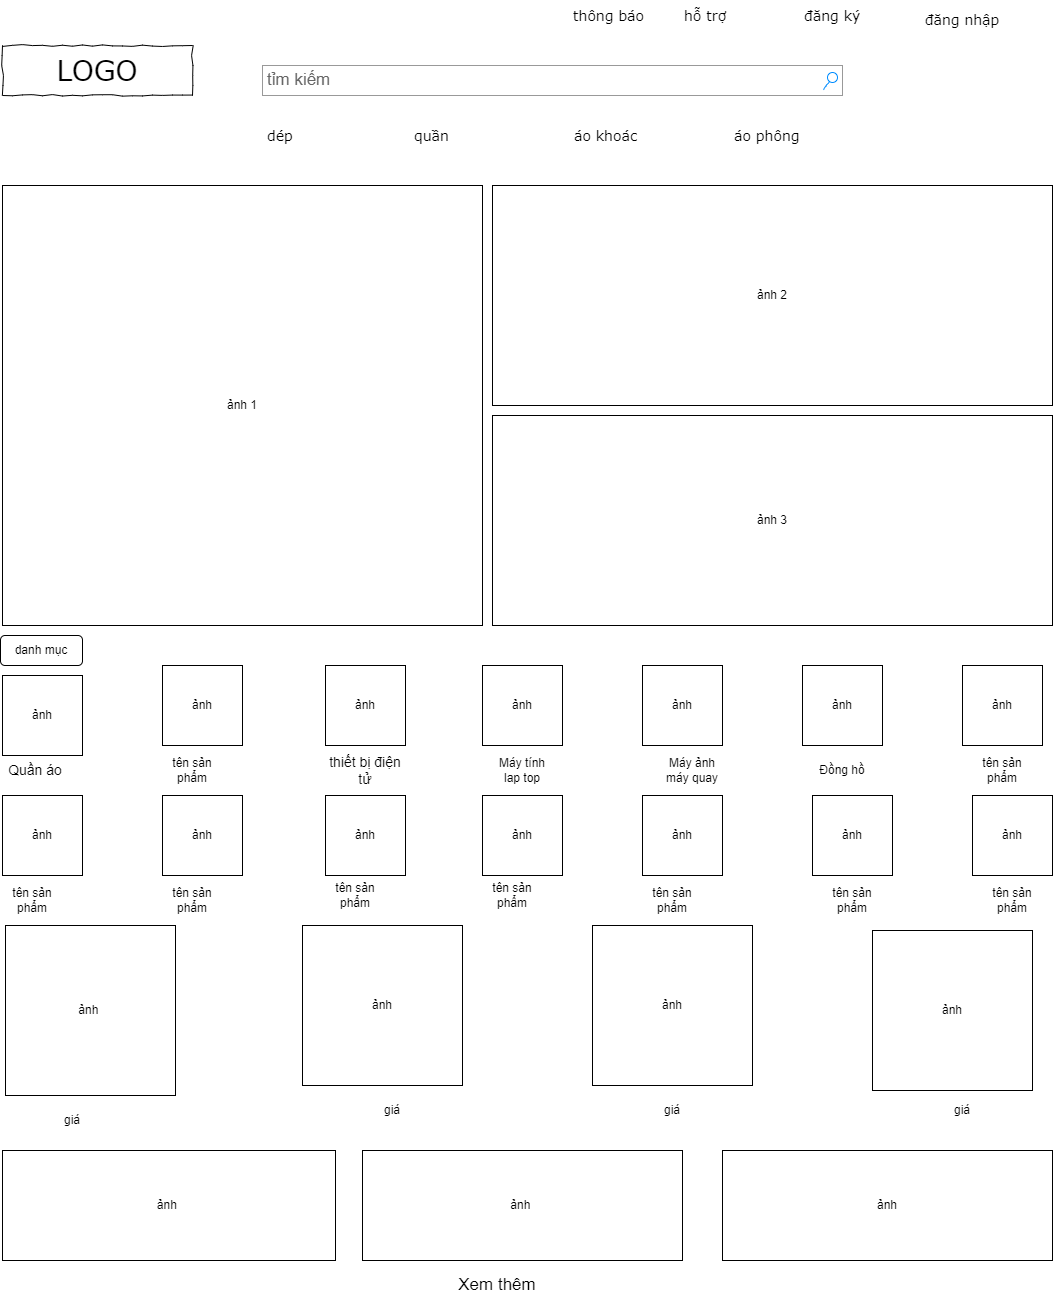 thông báo
hỗ trợ
đăng ký
đăng nhập
LOGO
tìm kiếm
dép
quần
áo khoác
áo phông
ảnh 1
ảnh 2
ảnh 3
danh mục
ảnh
ảnh
ảnh
ảnh
ảnh
ảnh
ảnh
Quần áo
tên sản
phẩm
thiết bị điện
tử
Máy tính
lap top
Máy ảnh
máy quay
Đồng hồ
tên sản
phẩm
ảnh
ảnh
ảnh
ảnh
ảnh
ảnh
ảnh
tên sản
phẩm
tên sản
phẩm
tên sản
phẩm
tên sản
phẩm
tên sản
phẩm
tên sản
phẩm
tên sản
phẩm
ảnh
ảnh
ảnh
ảnh
giá
giá
giá
giá
ảnh
ảnh
ảnh
Xem thêm